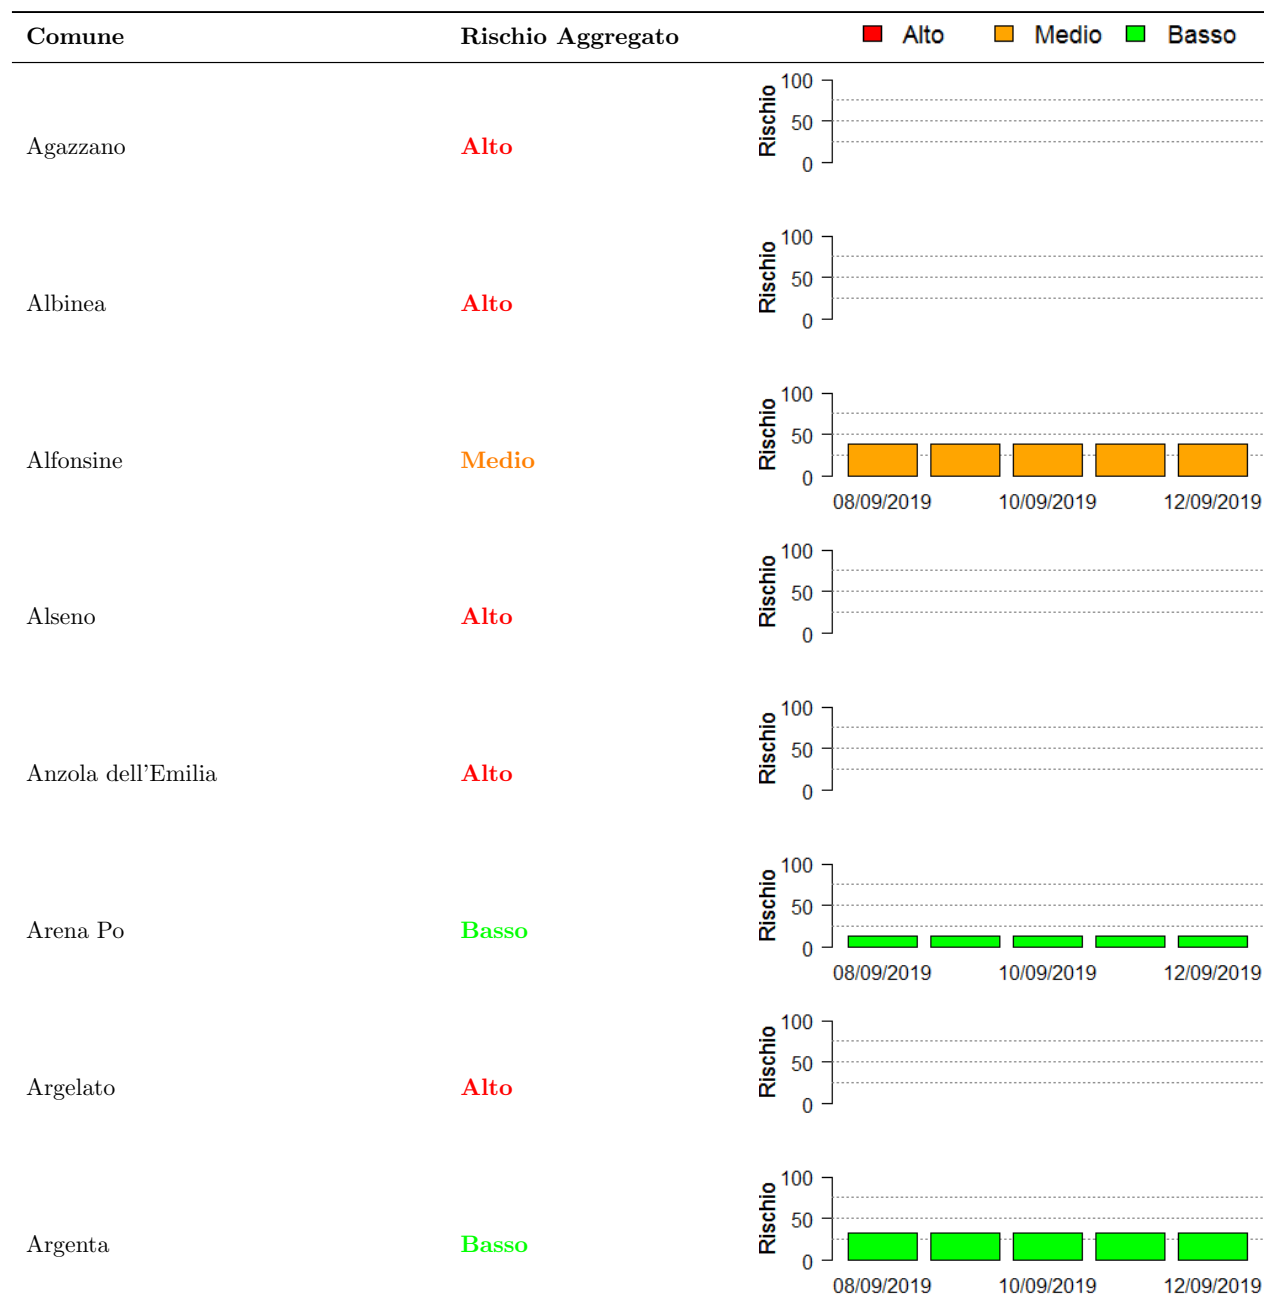 Comune Rischio Aggregato Alto Medio Basso
100
Rischio
50
Agazzano Alto
0
100
Rischio
50
Albinea Alto
0
100
Rischio
50
Alfonsine Medio
0
08/09/2019 10/09/2019 12/09/2019
100
Rischio
50
Alseno Alto
0
100
Rischio
50
Anzola dell'Emilia Alto
0
100
Rischio
50
Arena Po Basso
0
08/09/2019 10/09/2019 12/09/2019
100
Rischio
50
Argelato Alto
0
100
Rischio
50
Argenta Basso
0
08/09/2019 10/09/2019 12/09/2019